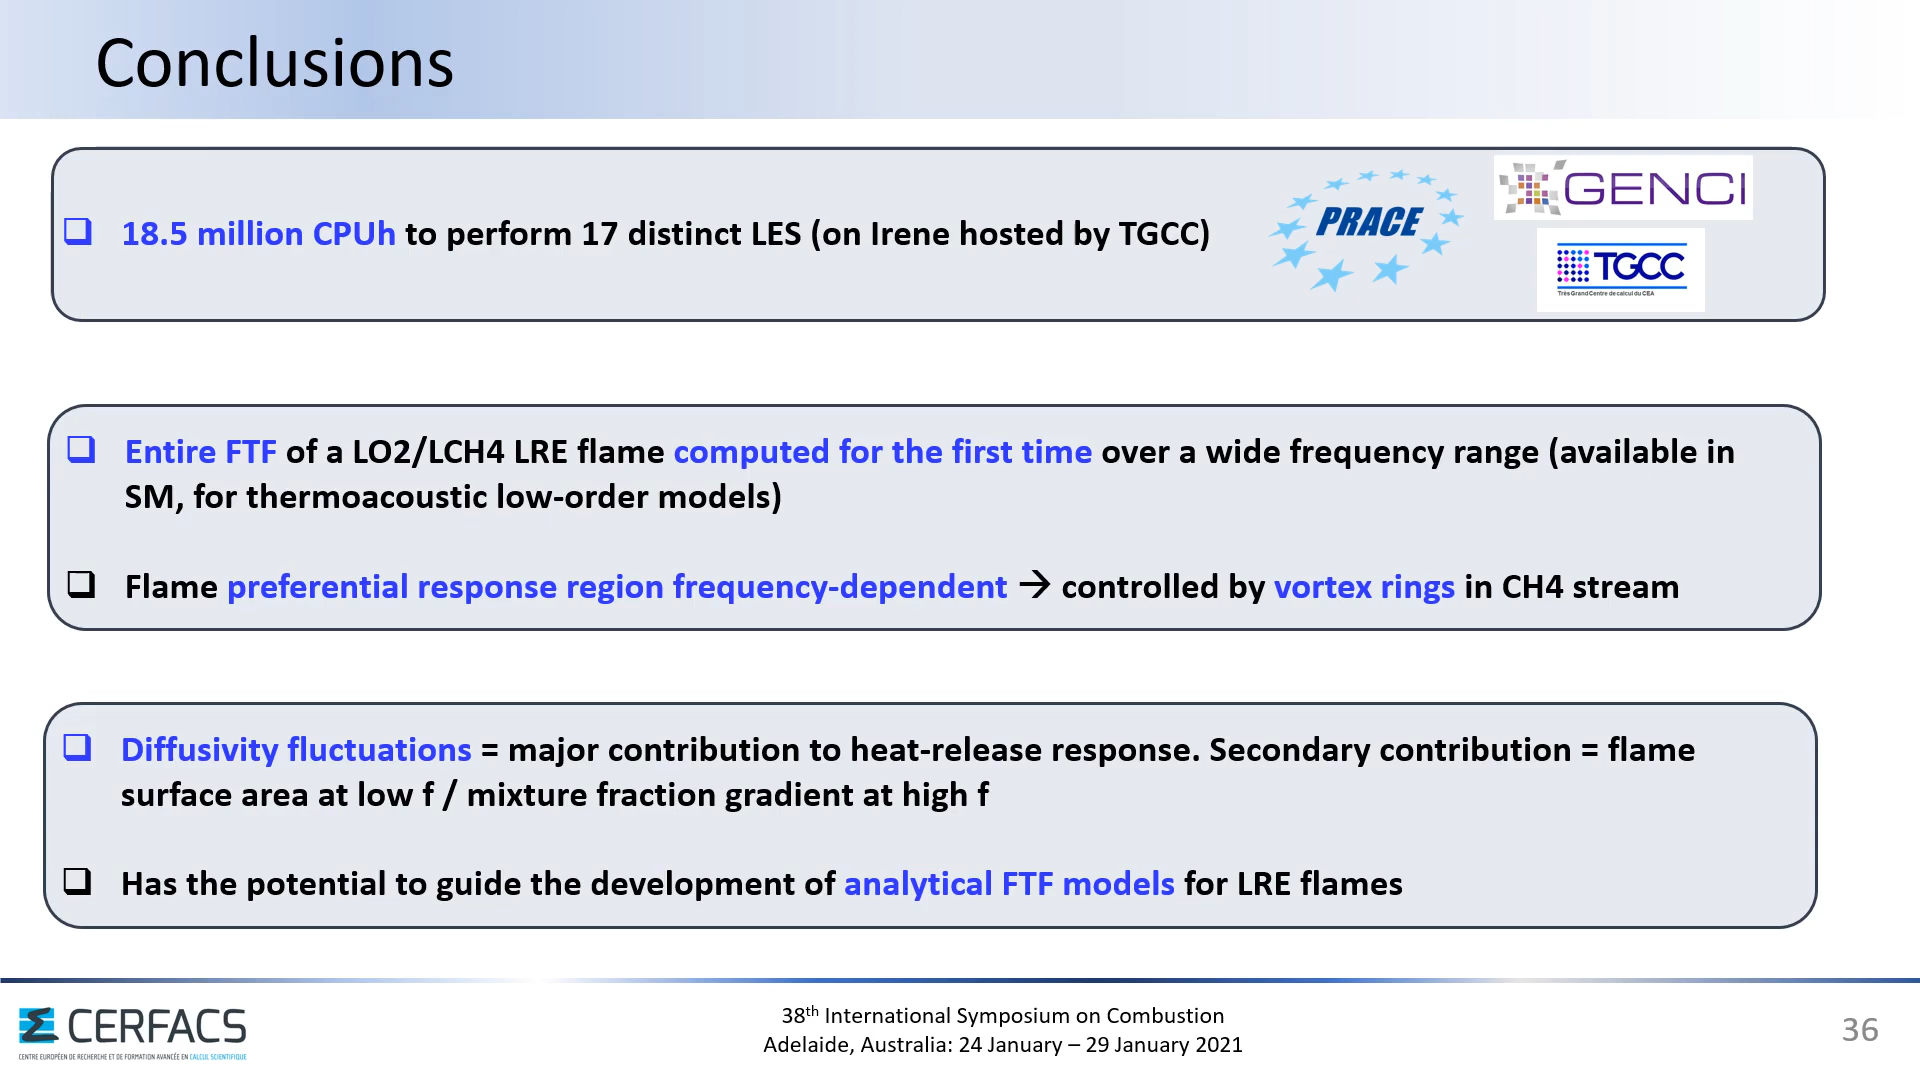 Conclusions
18.5 million CPUh to perform 17 distinct LES (on Irene hosted by TGCC)
PRACE
GENCI
TGCC
Très Grand Centre de calcul du CEA
Entire FTF of a LO2/LCH4 LRE flame computed for the first time over a wide frequency range (available in
SM, for thermoacoustic low-order models)
Flame preferential response region frequency-dependent → controlled by vortex rings in CH4 stream
Diffusivity fluctuations = major contribution to heat-release response. Secondary contribution = flame
surface area at low f / mixture fraction gradient at high f
Has the potential to guide the development of analytical FTF models for LRE flames
CERFACS
CENTRE EUROPÉEN DE RECHERCHE ET DE FORMATION AVANCÉE EN CALCUL SCIENTIFIQUE
38th International Symposium on Combustion
Adelaide, Australia: 24 January – 29 January 2021
36